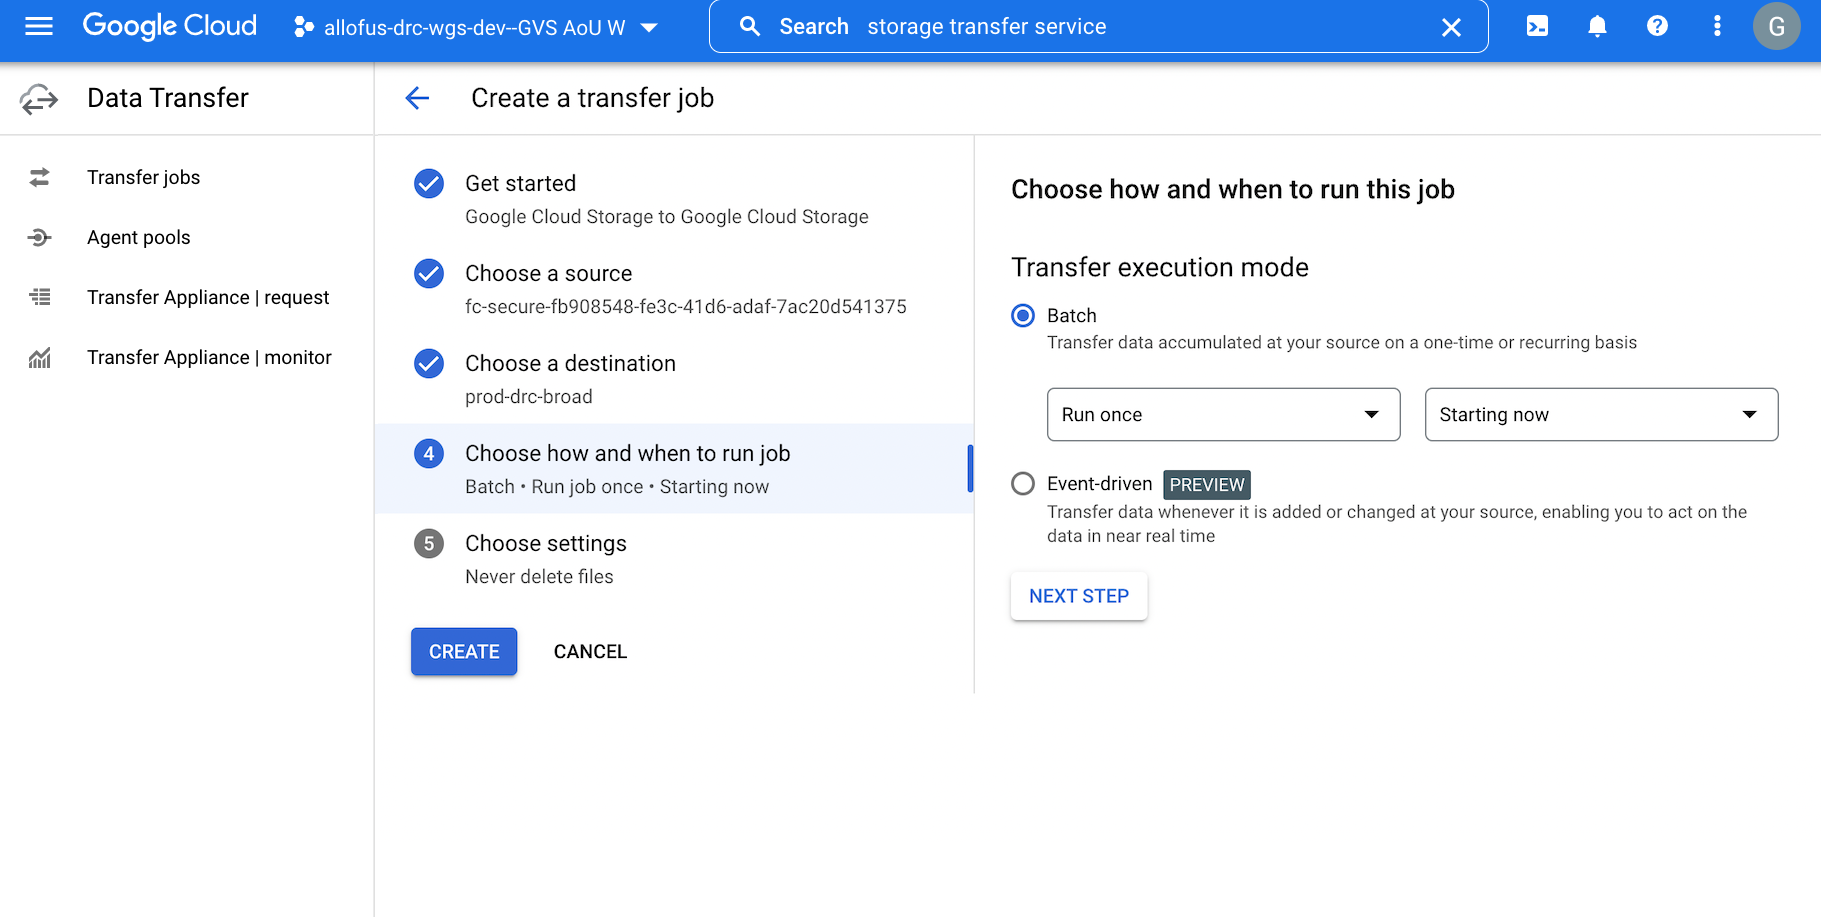 Google Cloud
allofus-drc-wgs-dev--GVS AoU W
Search storage transfer service
G
Data Transfer
Create a transfer job
Transfer jobs
Agent pools
Transfer Appliance | request
Transfer Appliance | monitor
Get started
Google Cloud Storage to Google Cloud Storage
Choose a source
fc-secure-fb908548-fe3c-41d6-adaf-7ac20d541375
Choose a destination
prod-drc-broad
4 Choose how and when to run job
Batch • Run job once • Starting now
5 Choose settings
Never delete files
CREATE CANCEL
Choose how and when to run this job
Transfer execution mode
Batch
Transfer data accumulated at your source on a one-time or recurring basis
Run once Starting now
Event-driven PREVIEW
Transfer data whenever it is added or changed at your source, enabling you to act on the
data in near real time
NEXT STEP